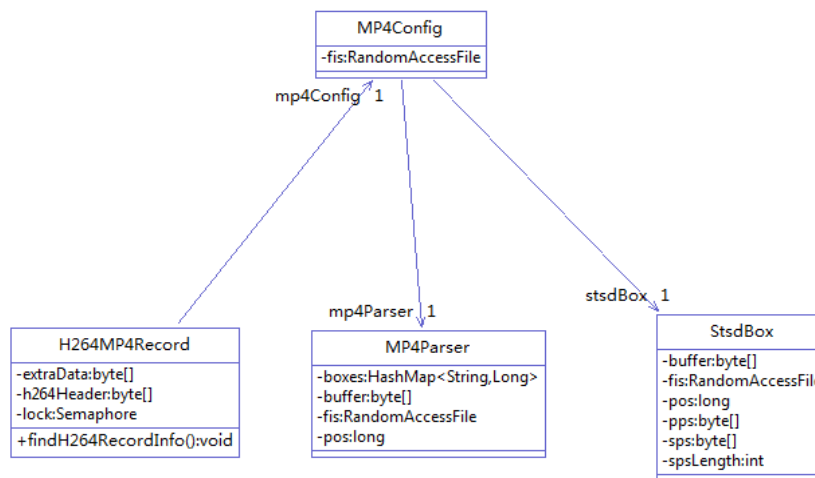 MP4Config
-fis:RandomAccessFile
mp4Config 1
mp4Parser 1
stsdBox 1
H264MP4Record
-extraData:byte[]
-h264Header:byte[]
-lock:Semaphore
+findH264RecordInfo():void
MP4Parser
-boxes:HashMap<String,Long>
-buffer:byte[]
-fis:RandomAccessFile
-pos:long
StsdBox
-buffer:byte[]
-fis:RandomAccessFile
-pos:long
-pps:byte[]
-sps:byte[]
-spsLength:int